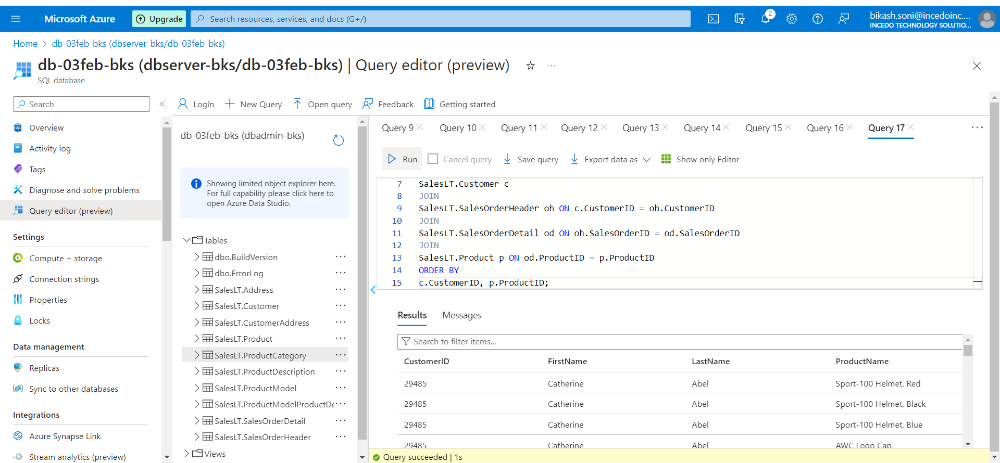 Microsoft Azure
Upgrade
Search resources, services, and docs (G+/)
2
bikash.soni@incedoinc....
INCEDO TECHNOLOGY SOLUTIO...
Home > db-03feb-bks (dbserver-bks/db-03feb-bks)
db-03feb-bks (dbserver-bks/db-03feb-bks) | Query editor (preview)
SQL database
Search
Overview
Activity log
Tags
Diagnose and solve problems
Query editor (preview)
Settings
Compute + storage
Connection strings
Properties
Locks
Data management
Replicas
Sync to other databases
Integrations
Azure Synapse Link
Stream analytics (preview)
Login
New Query
Open query
Feedback
Getting started
db-03feb-bks (dbadmin-bks)
Showing limited object explorer here.
For full capability please click here to
open Azure Data Studio.
Tables
dbo.BuildVersion
dbo.ErrorLog
SalesLT.Address
SalesLT.Customer
SalesLT.CustomerAddress
SalesLT.Product
SalesLT.ProductCategory
SalesLT.ProductDescription
SalesLT.ProductModel
SalesLT.ProductModelProductDe
SalesLT.SalesOrderDetail
SalesLT.SalesOrderHeader
Views
Query 9 Query 10 Query 11 Query 12 Query 13 Query 14 Query 15 Query 16 Query 17
Run Cancel query Save query Export data as Show only Editor
7 SalesLT.Customer c
8 JOIN
9 SalesLT.SalesOrderHeader oh ON c.CustomerID = oh.CustomerID
10 JOIN
11 SalesLT.SalesOrderDetail od ON oh.SalesOrderID = od.SalesOrderID
12 JOIN
13 SalesLT.Product p ON od.ProductID = p.ProductID
14 ORDER BY
15 c.CustomerID, p.ProductID;
Results Messages
Search to filter items...
CustomerID FirstName LastName ProductName
29485 Catherine Abel Sport-100 Helmet, Red
29485 Catherine Abel Sport-100 Helmet, Black
29485 Catherine Abel Sport-100 Helmet, Blue
29485 Catherine Abel AWC Logo Cap
Query succeeded | 1s